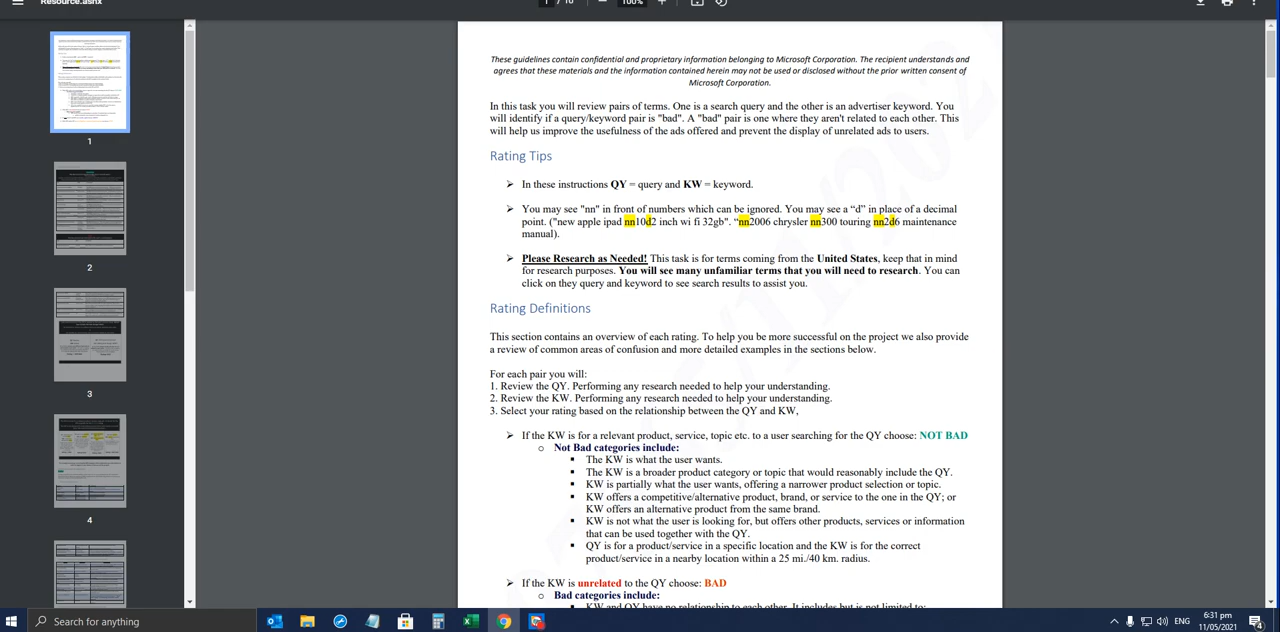 Resource.ashx
1 / 10
100%
These guidelines contain confidential and proprietary information belonging to Microsoft Corporation. The recipient understands and
agrees that these materials and the information contained herein may not be used or disclosed without the prior written consent of
Microsoft Corporation.
In this task you will review pairs of terms. One is a search query and the other is an advertiser keyword. You
will identify if a query/keyword pair is "bad". A "bad" pair is one where they aren't related to each other. This
will help us improve the usefulness of the ads offered and prevent the display of unrelated ads to users.
Rating Tips
➢ In these instructions QY = query and KW = keyword.
➢ You may see "nn" in front of numbers which can be ignored. You may see a “d” in place of a decimal
point. ("new apple ipad nn10d2 inch wi fi 32gb". “nn2006 chrysler nn300 touring nn2d6 maintenance
manual).
➢ Please Research as Needed! This task is for terms coming from the United States, keep that in mind
for research purposes. You will see many unfamiliar terms that you will need to research. You can
click on they query and keyword to see search results to assist you.
Rating Definitions
This section contains an overview of each rating. To help you be more successful on the project we also provide
a review of common areas of confusion and more detailed examples in the sections below.
For each pair you will:
1. Review the QY. Performing any research needed to help your understanding.
2. Review the KW. Performing any research needed to help your understanding.
3. Select your rating based on the relationship between the QY and KW,
➢ If the KW is for a relevant product, service, topic etc. to a user searching for the QY choose: NOT BAD
o Not Bad categories include:
▪ The KW is what the user wants.
▪ The KW is a broader product category or topic that would reasonably include the QY.
▪ KW is partially what the user wants, offering a narrower product selection or topic.
▪ KW offers a competitive/alternative product, brand, or service to the one in the QY; or
KW offers an alternative product from the same brand.
▪ KW is not what the user is looking for, but offers other products, services or information
that can be used together with the QY.
▪ QY is for a product/service in a specific location and the KW is for the correct
product/service in a nearby location within a 25 mi./40 km. radius.
➢ If the KW is unrelated to the QY choose: BAD
o Bad categories include:
▪ KW and QY have no relationship to each other. It includes but is not limited to:
1
2
3
4
Search for anything
ENG
6:31 pm
11/05/2021
4